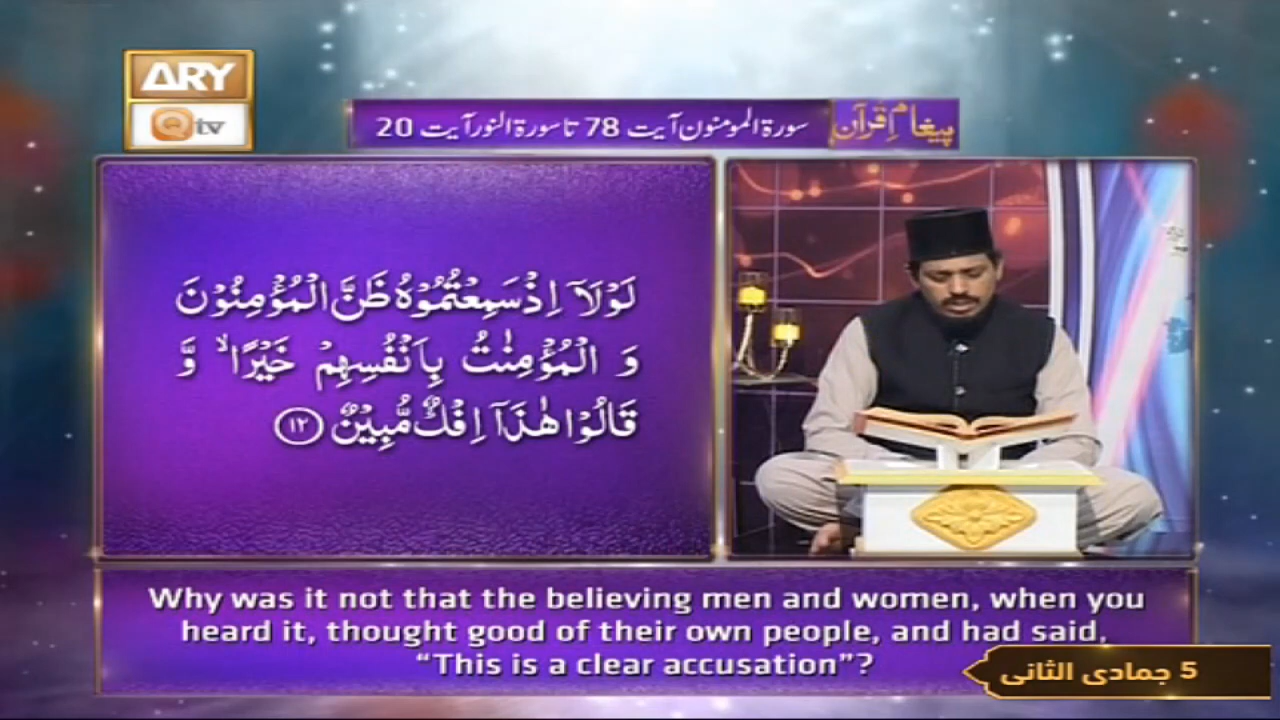 ARY
Qtv
پیغامِ قرآن
سورۃ المومنون آیت 78 تا سورۃ النور آیت 20
لَوۡلَاۤ اِذۡ سَمِعۡتُمُوۡهُ ظَنَّ الۡمُؤۡمِنُوۡنَ
وَ الۡمُؤۡمِنٰتُ بِاَنۡفُسِهِمۡ خَيۡرًاۙ وَّ
قَالُوۡا هٰذَاۤ اِفۡكٌ مُّبِيۡنٌ ۱۲
Why was it not that the believing men and women, when you
heard it, thought good of their own people, and had said,
“This is a clear accusation”?
5 جمادی الثانی